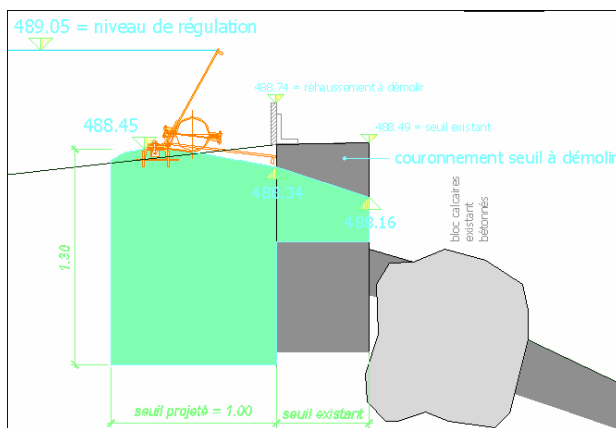 489.05 = niveau de régulation
488.74 = réhaussement à démolir
488.45
488.49 = seuil existant
couronnement seuil à démolir
488.34
488.16
bloc calcaires
existant
bétonnés
1.30
seuil projeté = 1.00
seuil existant